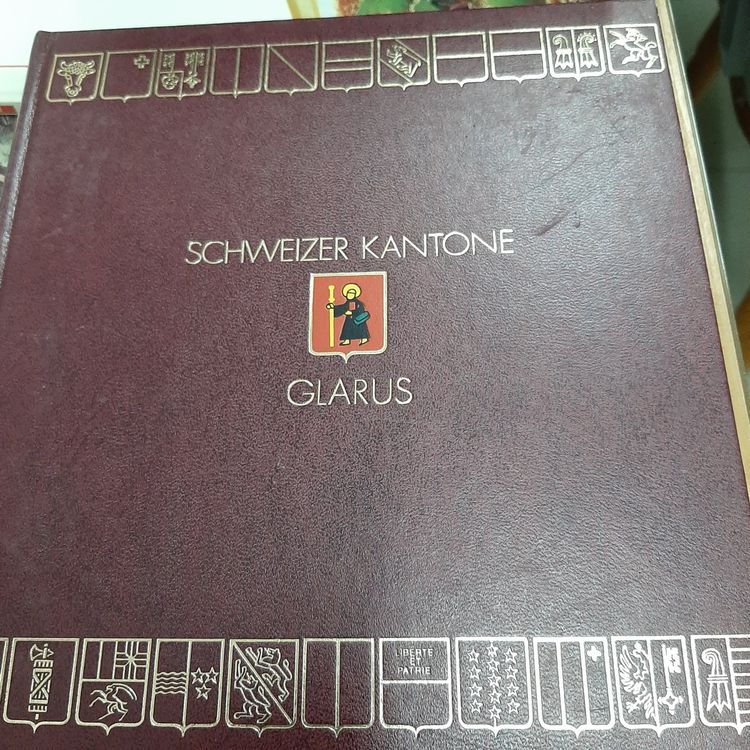 SCHWEIZER KANTONE
GLARUS
LIBERTE
ET
PATRIE